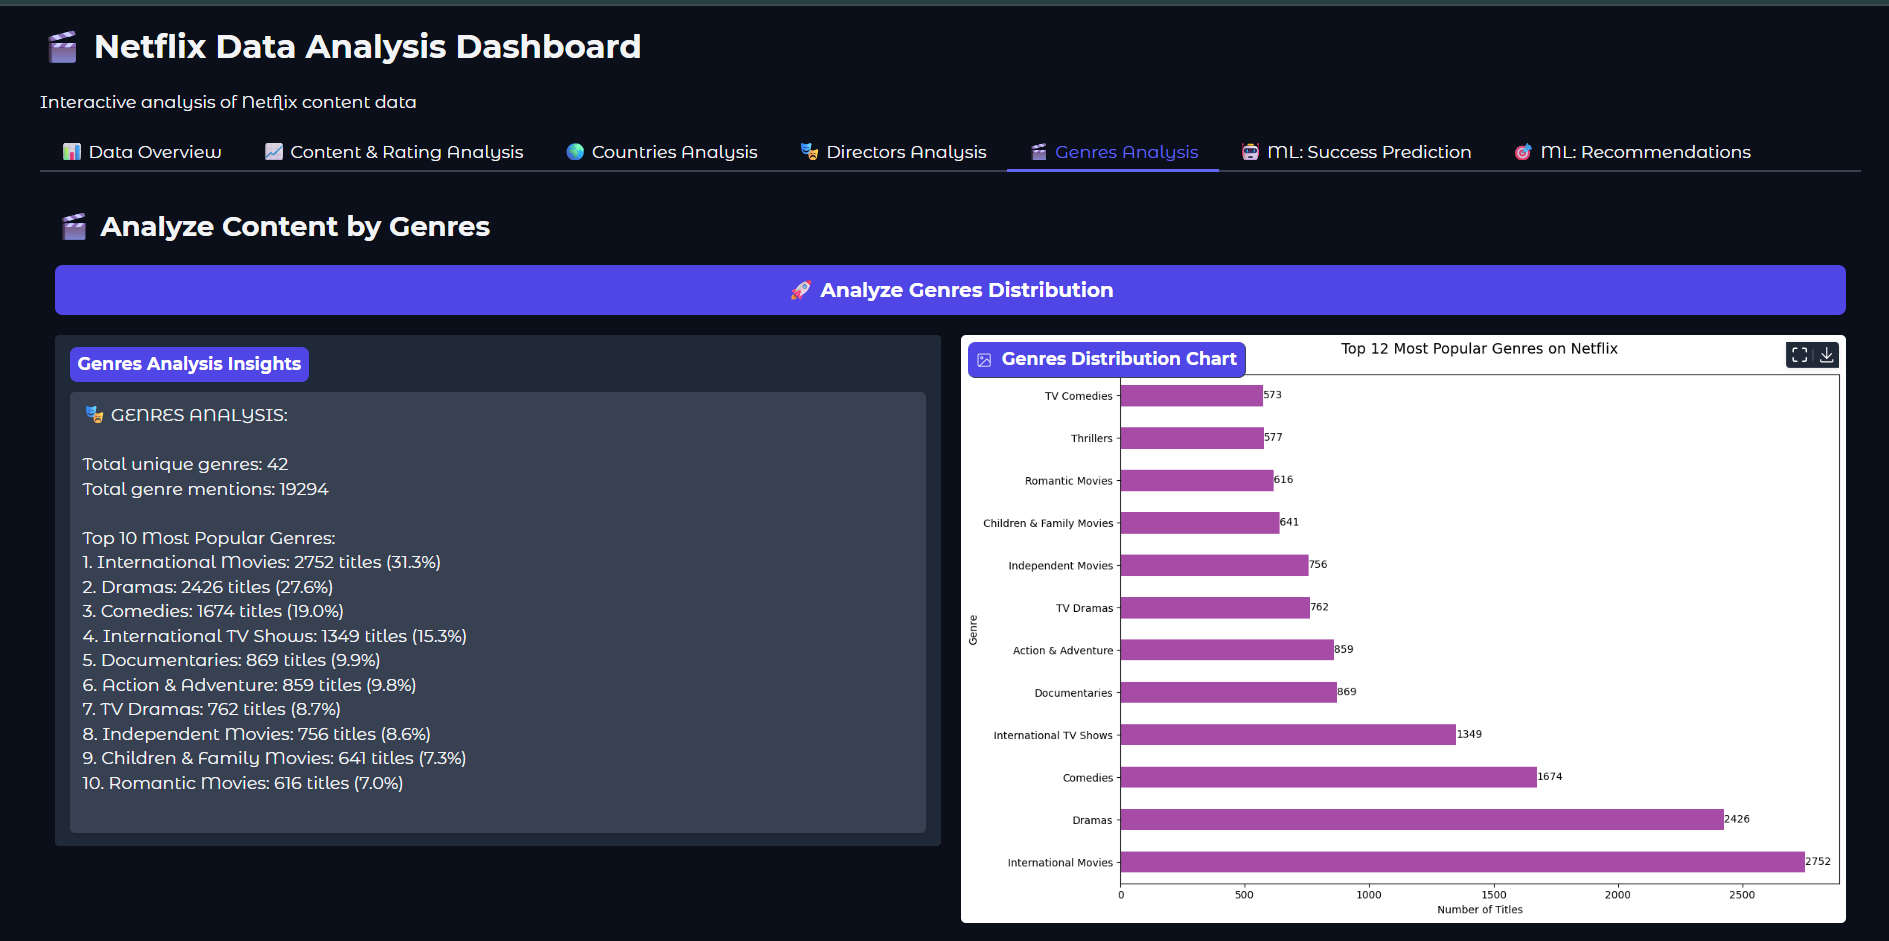 Netflix Data Analysis Dashboard
Interactive analysis of Netflix content data
Data Overview
Content & Rating Analysis
Countries Analysis
Directors Analysis
Genres Analysis
ML: Success Prediction
ML: Recommendations
Analyze Content by Genres
Analyze Genres Distribution
Genres Analysis Insights
GENRES ANALYSIS:
Total unique genres: 42
Total genre mentions: 19294
Top 10 Most Popular Genres:
1. International Movies: 2752 titles (31.3%)
2. Dramas: 2426 titles (27.6%)
3. Comedies: 1674 titles (19.0%)
4. International TV Shows: 1349 titles (15.3%)
5. Documentaries: 869 titles (9.9%)
6. Action & Adventure: 859 titles (9.8%)
7. TV Dramas: 762 titles (8.7%)
8. Independent Movies: 756 titles (8.6%)
9. Children & Family Movies: 641 titles (7.3%)
10. Romantic Movies: 616 titles (7.0%)
Genres Distribution Chart
Top 12 Most Popular Genres on Netflix
Genre
TV Comedies 573
Thrillers 577
Romantic Movies 616
Children & Family Movies 641
Independent Movies 756
TV Dramas 762
Action & Adventure 859
Documentaries 869
International TV Shows 1349
Comedies 1674
Dramas 2426
International Movies 2752
0 500 1000 1500 2000 2500
Number of Titles